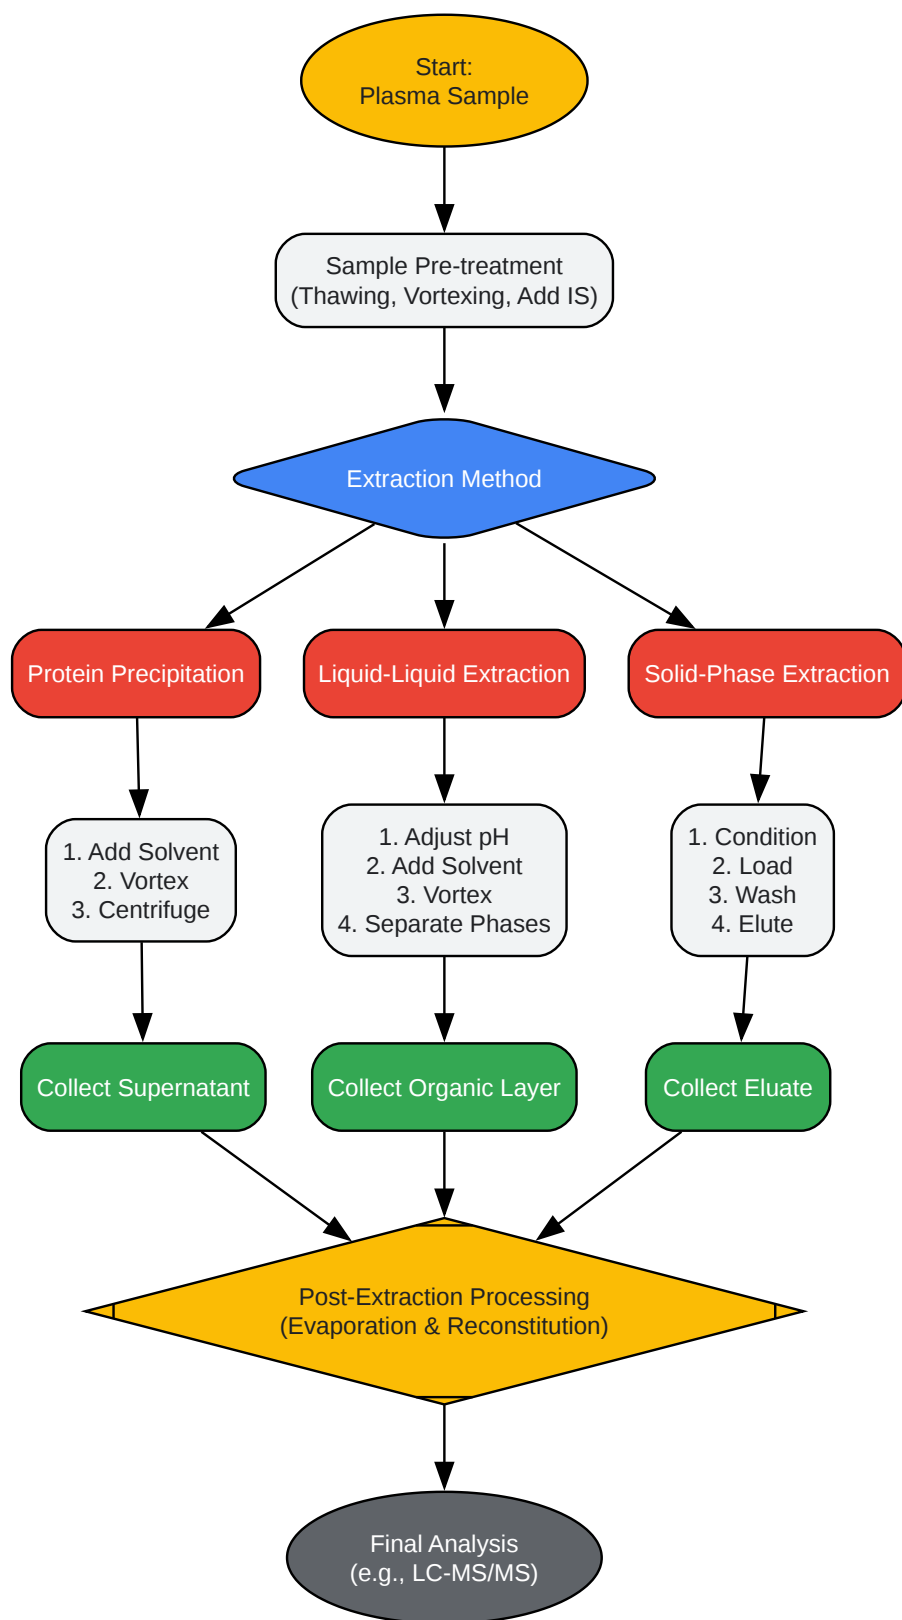 Start:
Plasma Sample
Sample Pre-treatment
(Thawing, Vortexing, Add IS)
Extraction Method
Protein Precipitation
Liquid-Liquid Extraction
Solid-Phase Extraction
1. Add Solvent
2. Vortex
3. Centrifuge
1. Adjust pH
2. Add Solvent
3. Vortex
4. Separate Phases
1. Condition
2. Load
3. Wash
4. Elute
Collect Supernatant
Collect Organic Layer
Collect Eluate
Post-Extraction Processing
(Evaporation & Reconstitution)
Final Analysis
(e.g., LC-MS/MS)